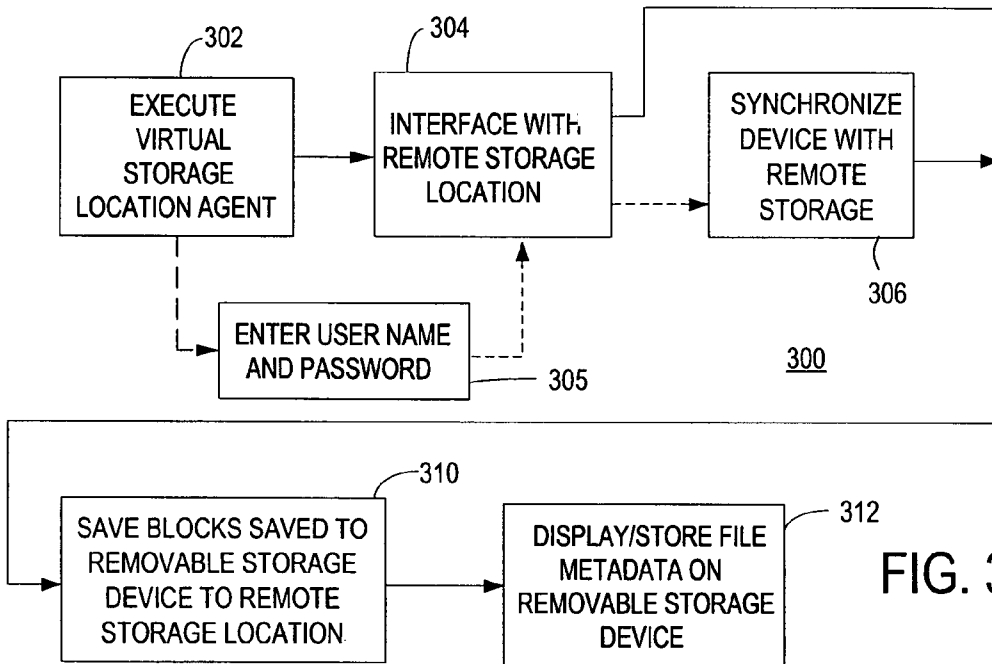 302
EXECUTE
VIRTUAL
STORAGE
LOCATION AGENT
304
INTERFACE WITH
REMOTE STORAGE
LOCATION
SYNCHRONIZE
DEVICE WITH
REMOTE
STORAGE
306
ENTER USER NAME
AND PASSWORD
305
300
310
SAVE BLOCKS SAVED TO
REMOVABLE STORAGE
DEVICE TO REMOTE
STORAGE LOCATION
312
DISPLAY/STORE FILE
METADATA ON
REMOVABLE STORAGE
DEVICE
FIG. 3